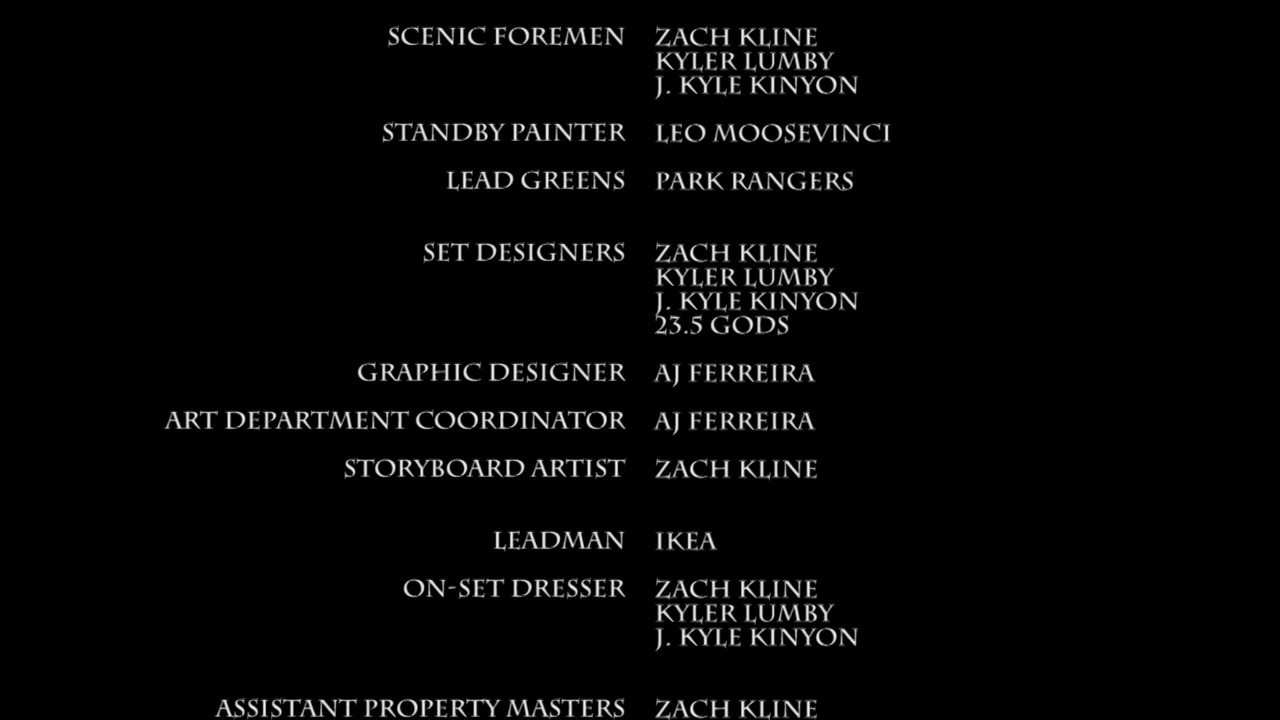 SCENIC FOREMEN ZACH KLINE
KYLER LUMBY
J. KYLE KINYON
STANDBY PAINTER LEO MOOSEVINCI
LEAD GREENS PARK RANGERS
SET DESIGNERS ZACH KLINE
KYLER LUMBY
J. KYLE KINYON
23.5 GODS
GRAPHIC DESIGNER AJ FERREIRA
ART DEPARTMENT COORDINATOR AJ FERREIRA
STORYBOARD ARTIST ZACH KLINE
LEADMAN IKEA
ON-SET DRESSER ZACH KLINE
KYLER LUMBY
J. KYLE KINYON
ASSISTANT PROPERTY MASTERS ZACH KLINE